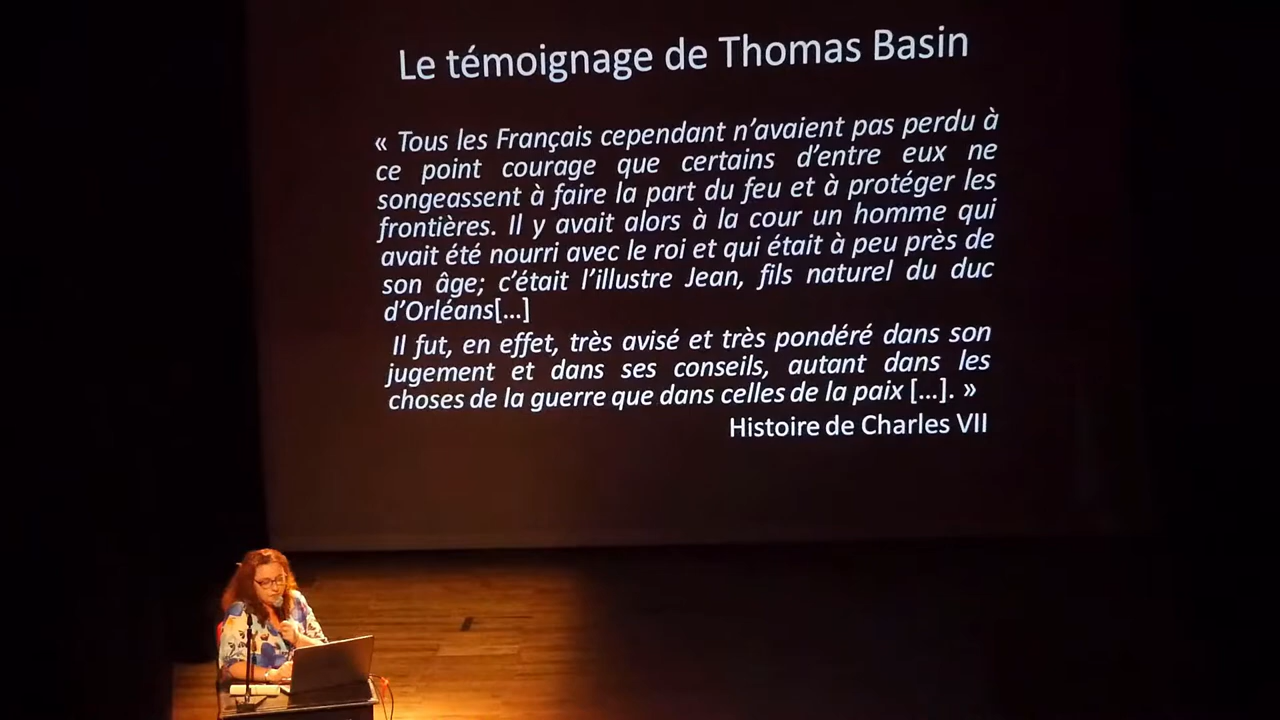 Le témoignage de Thomas Basin
« Tous les Français cependant n’avaient pas perdu à
ce point courage que certains d’entre eux ne
songeassent à faire la part du feu et à protéger les
frontières. Il y avait alors à la cour un homme qui
avait été nourri avec le roi et qui était à peu près de
son âge; c’était l’illustre Jean, fils naturel du duc
d’Orléans[...]
Il fut, en effet, très avisé et très pondéré dans son
jugement et dans ses conseils, autant dans les
choses de la guerre que dans celles de la paix [...]. »
Histoire de Charles VII